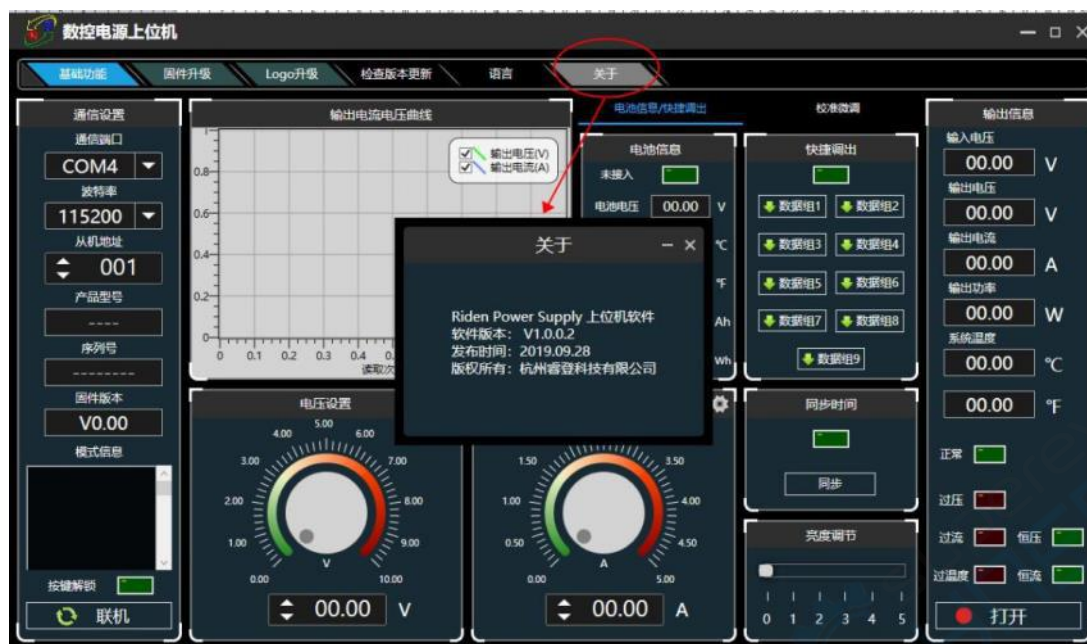 数控电源上位机
基础功能 固件升级 Logo升级 检查版本更新 语言 关于
通信设置
通信端口
COM4
波特率
115200
从机地址
001
产品型号
----
序列号
--------
固件版本
V0.00
模式信息
按键解锁
联机
输出电流电压曲线
输出电压(V)
输出电流(A)
1
0.8
0.6
0.4
0.2
0
0 0.1 0.2 0.3 0.4
读取次
电池信息/快捷调出 校准微调
电池信息
未接入
电池电压 00.00 V
℃
℉
Ah
Wh
快捷调出
数据组1 数据组2
数据组3 数据组4
数据组5 数据组6
数据组7 数据组8
数据组9
关于
Riden Power Supply 上位机软件
软件版本： V1.0.0.2
发布时间：2019.09.28
版权所有：杭州睿登科技有限公司
电压设置
0.00 1.00 2.00 3.00 4.00 5.00 6.00 7.00 8.00 9.00 10.00
V
00.00 V
0.00 0.50 1.00 1.50 3.50 4.00 4.50 5.00
A
00.00 A
同步时间
同步
亮度调节
0 1 2 3 4 5
输出信息
输入电压
00.00 V
输出电压
00.00 V
输出电流
00.00 A
输出功率
00.00 W
系统温度
00.00 ℃
00.00 ℉
正常
过压
过流 恒压
过温度 恒流
打开